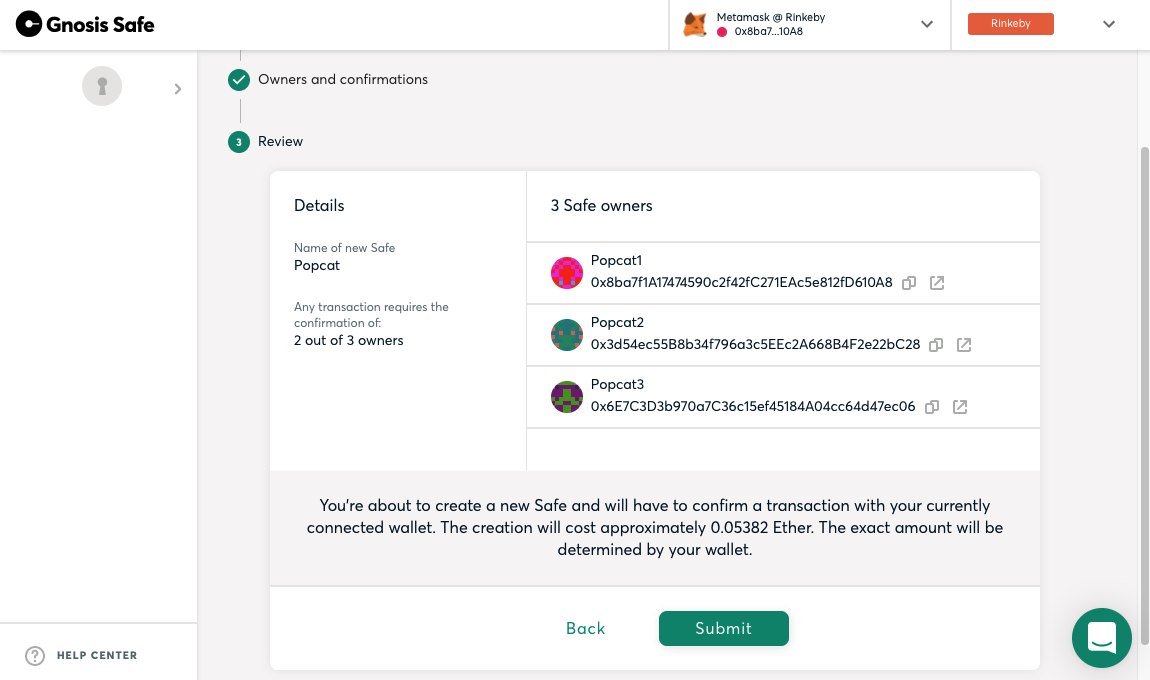 Gnosis Safe
Metamask @ Rinkeby
0x8ba7...10A8
Rinkeby
Owners and confirmations
3
Review
Details
Name of new Safe
Popcat
Any transaction requires the
confirmation of:
2 out of 3 owners
3 Safe owners
Popcat1
0x8ba7f1A17474590c2f42fC271EAc5e812fD610A8
Popcat2
0x3d54ec55B8b34f796a3c5EEc2A668B4F2e22bC28
Popcat3
0x6E7C3D3b970a7C36c15ef45184A04cc64d47ec06
You're about to create a new Safe and will have to confirm a transaction with your currently
connected wallet. The creation will cost approximately 0.05382 Ether. The exact amount will be
determined by your wallet.
Back
Submit
? HELP CENTER